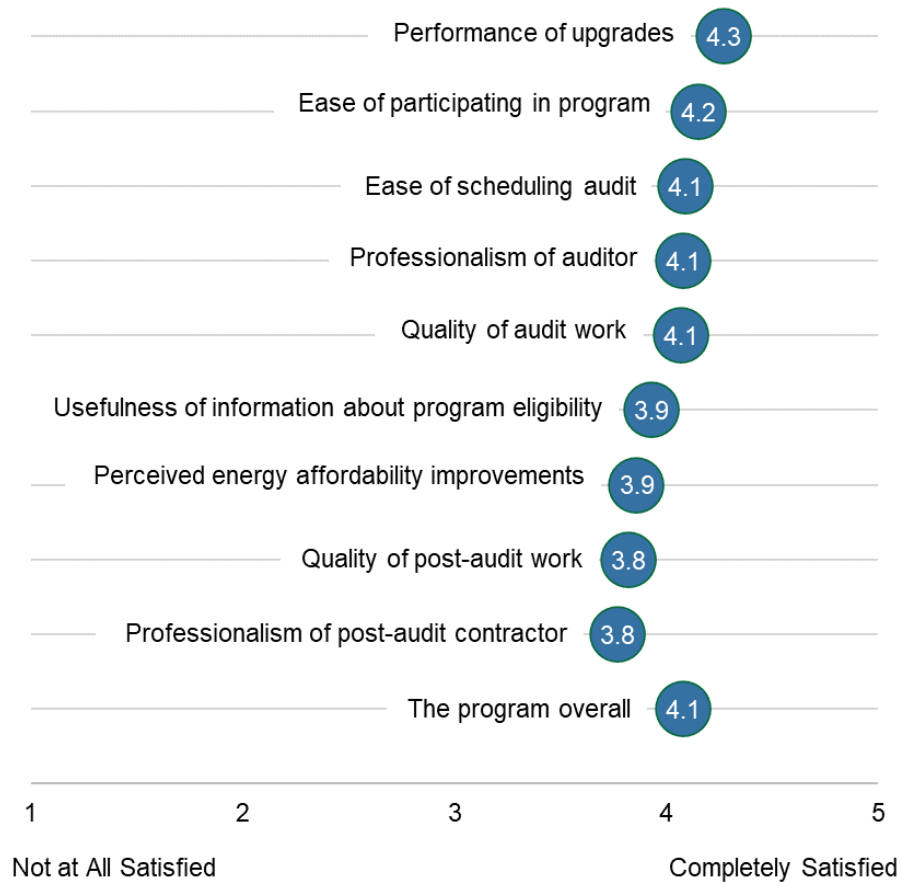 Performance of upgrades 4.3
Ease of participating in program 4.2
Ease of scheduling audit 4.1
Professionalism of auditor 4.1
Quality of audit work 4.1
Usefulness of information about program eligibility 3.9
Perceived energy affordability improvements 3.9
Quality of post-audit work 3.8
Professionalism of post-audit contractor 3.8
The program overall 4.1
1 2 3 4 5
Not at All Satisfied Completely Satisfied